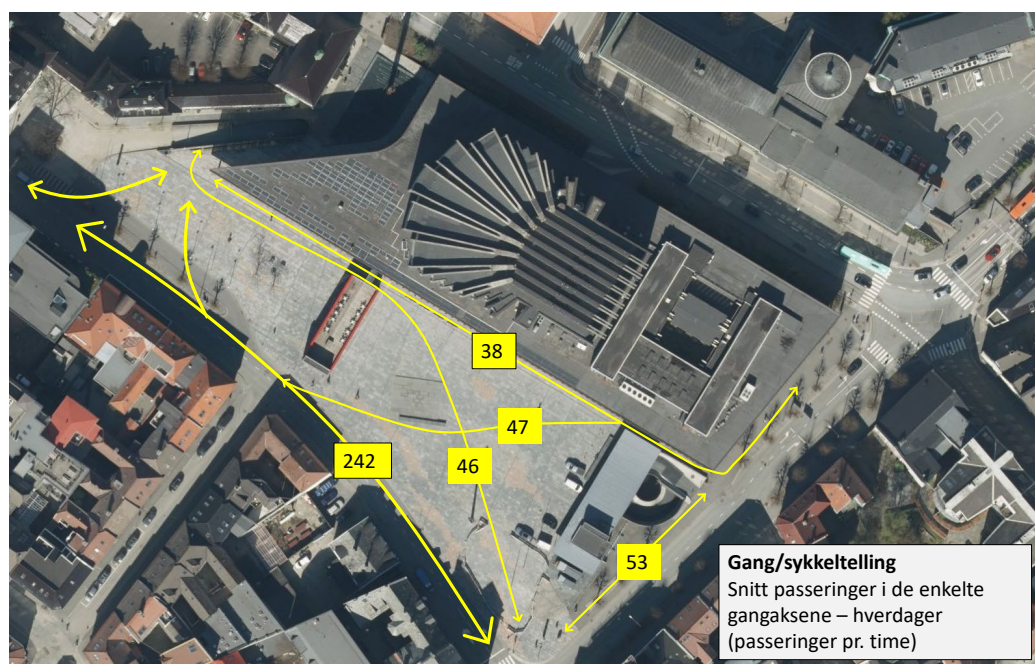 38
47
46
242
53
Gang/sykkeltelling
Snitt passeringer i de enkelte
gangaksene – hverdager
(passeringer pr. time)